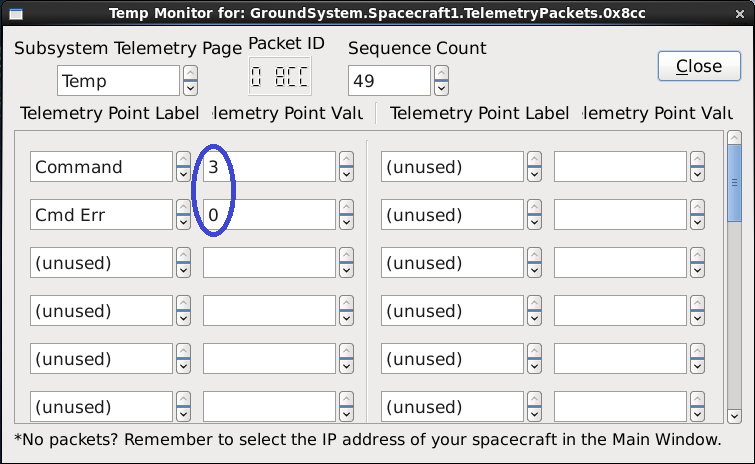 Temp Monitor for: GroundSystem.Spacecraft1.TelemetryPackets.0x8cc
Subsystem Telemetry Page Packet ID Sequence Count
Temp 0 8CC 49 Close
Telemetry Point Label lemetry Point Valu Telemetry Point Label lemetry Point Valu
Command 3 (unused)
Cmd Err 0 (unused)
(unused) (unused)
(unused) (unused)
(unused) (unused)
(unused) (unused)
*No packets? Remember to select the IP address of your spacecraft in the Main Window.